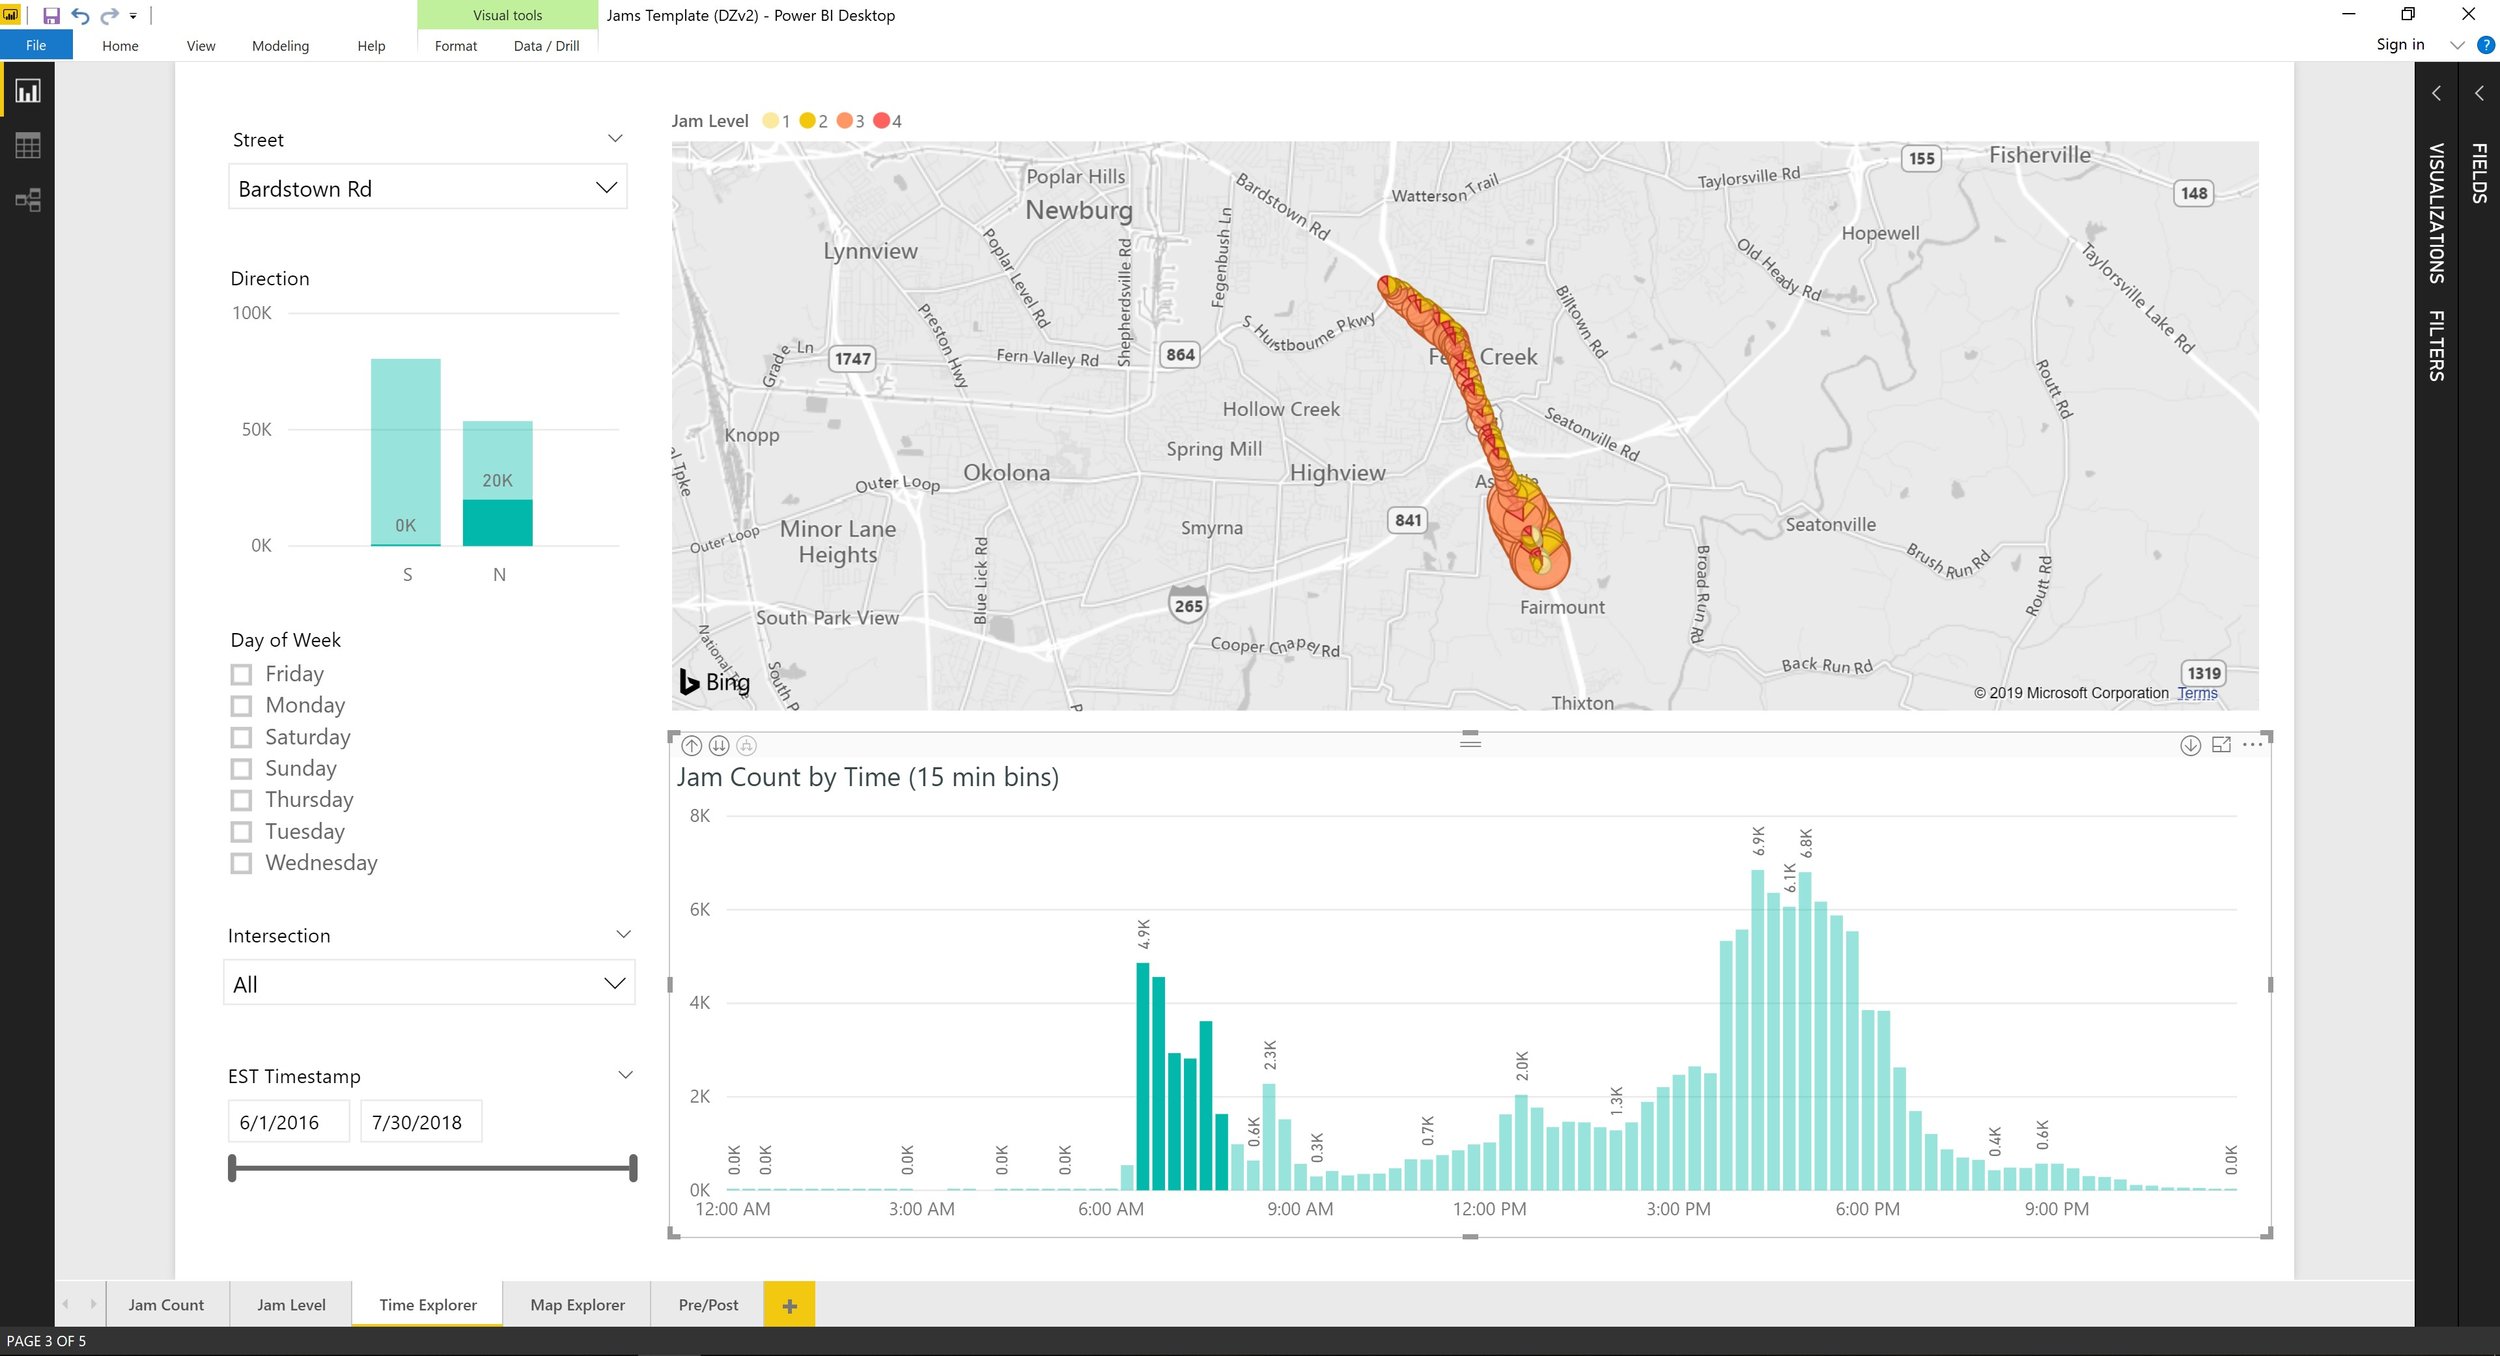 Visual tools
Jams Template (DZv2) - Power BI Desktop
File
Home
View
Modeling
Help
Format
Data / Drill
Sign in
?
Street
Bardstown Rd
Direction
100K
50K
0K
0K
20K
S
N
Day of Week
Friday
Monday
Saturday
Sunday
Thursday
Tuesday
Wednesday
Intersection
All
EST Timestamp
6/1/2016
7/30/2018
Jam Level 1 2 3 4
Poplar Hills
Newburg
Lynnview
Bardstown Rd
Watterson Trail
Taylorsville Rd
155
Fisherville
148
Hopewell
Old Heady Rd
Taylorsville Lake Rd
Poplar Level Rd
Shepherdsville Rd
Fegenbush Ln
S Hurstbourne Pkwy
Billtown Rd
Preston Hwy
Grade Ln
1747
Fern Valley Rd
864
Creek
Routt Rd
Hollow Creek
Knopp
Spring Mill
Seatonville Rd
Tpke
Okolona
Highview
Outer Loop
Outer Loop
Minor Lane
Heights
Smyrna
841
Seatonville
Blue Lick Rd
Broad Run Rd
Brush Run Rd
Routt Rd
265
Fairmount
South Park View
Cooper Chapel Rd
Back Run Rd
1319
Bing
Thixton
© 2019 Microsoft Corporation Terms
Jam Count by Time (15 min bins)
8K
6K
4K
2K
0K
0.0K
0.0K
0.0K
0.0K
0.0K
4.9K
0.6K
2.3K
0.3K
0.7K
2.0K
1.3K
6.9K
6.1K
6.8K
0.4K
0.6K
0.0K
12:00 AM
3:00 AM
6:00 AM
9:00 AM
12:00 PM
3:00 PM
6:00 PM
9:00 PM
VISUALIZATIONS
FILTERS
FIELDS
Jam Count
Jam Level
Time Explorer
Map Explorer
Pre/Post
+
PAGE 3 OF 5